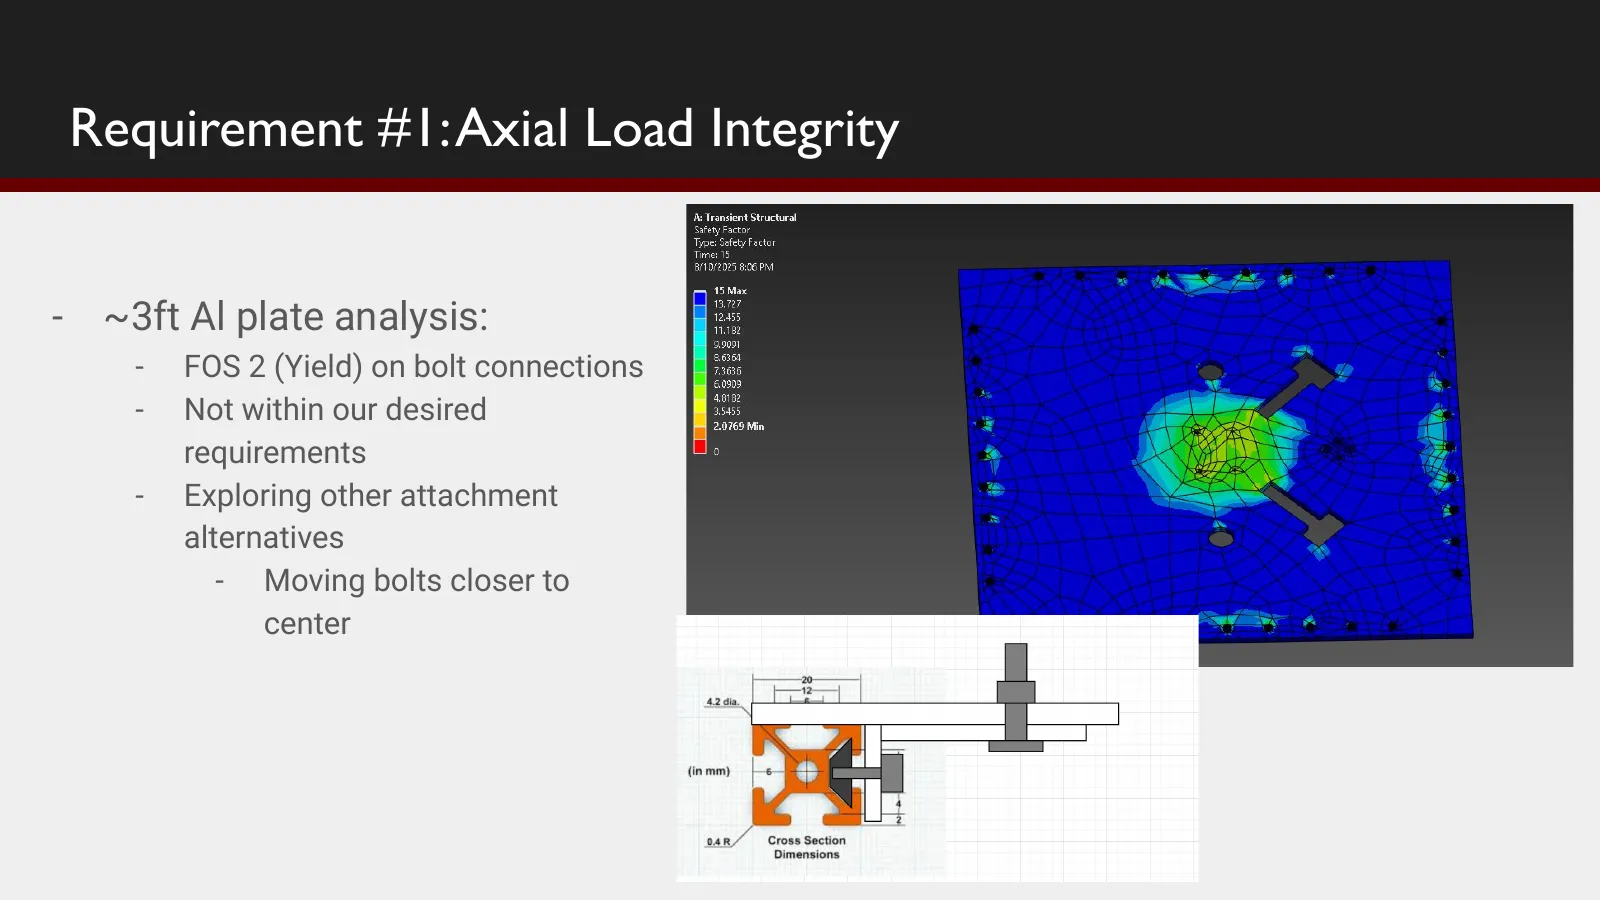 Requirement #1: Axial Load Integrity
- ~3ft Al plate analysis:
- FOS 2 (Yield) on bolt connections
- Not within our desired
requirements
- Exploring other attachment
alternatives
- Moving bolts closer to
center
A: Transient Structural
Safety Factor
Type: Safety Factor
Time: 15
8/10/2025 8:06 PM
15 Max
13.727
12.455
11.182
9.9091
8.6364
7.3636
6.0909
4.8182
3.5455
2.0769 Min
0
20
12
6
4.2 dia.
(in mm)
6
4
2
0.4 R
Cross Section
Dimensions